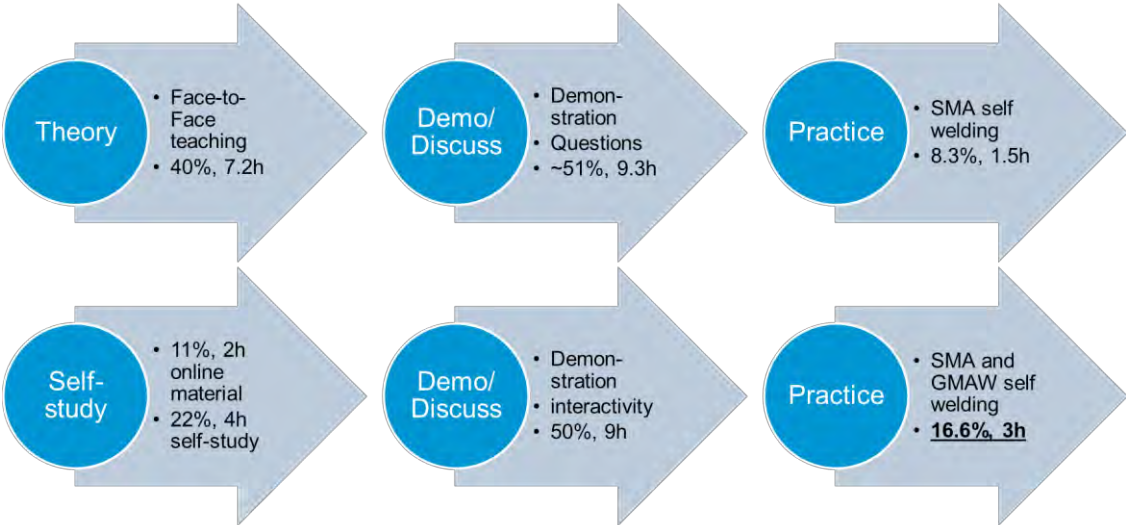 Theory
• Face-to-
Face
teaching
• 40%, 7.2h
Demo/
Discuss
• Demon-
stration
• Questions
• ~51%, 9.3h
Practice
• SMA self
welding
• 8.3%, 1.5h
Self-
study
• 11%, 2h
online
material
• 22%, 4h
self-study
Demo/
Discuss
• Demon-
stration
• interactivity
• 50%, 9h
Practice
• SMA and
GMAW self
welding
• 16.6%, 3h